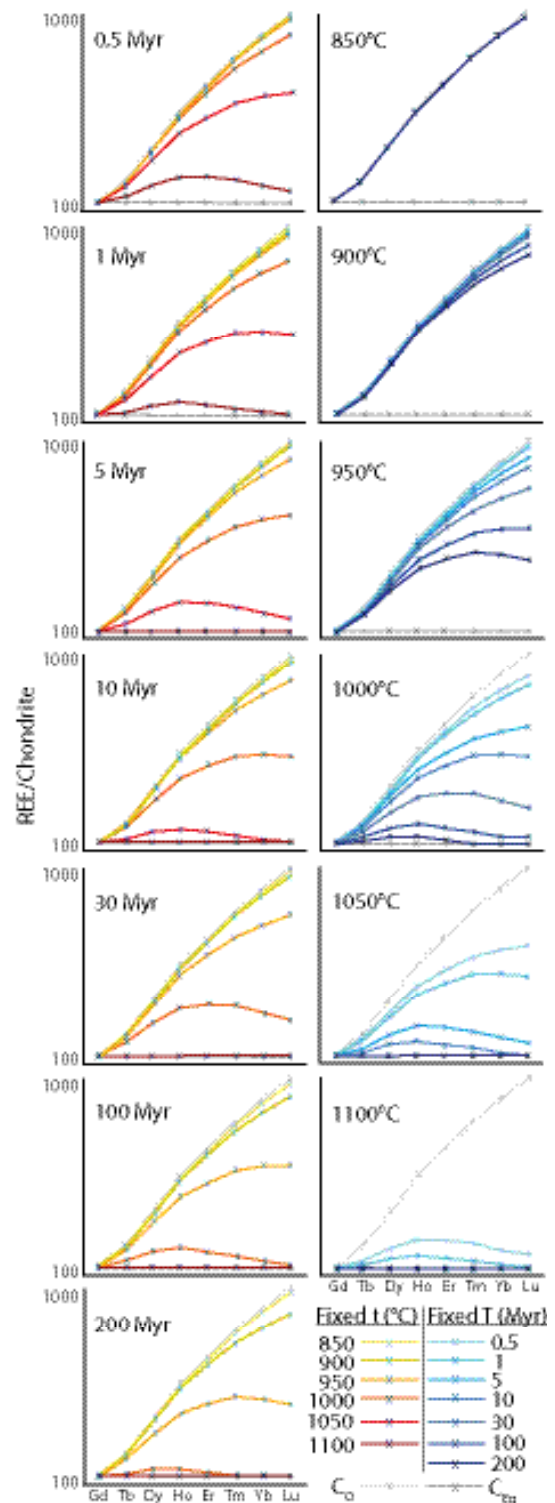 1000
0.5 Myr
850°C
100
1000
1 Myr
900°C
100
1000
5 Myr
950°C
100
1000
10 Myr
1000°C
REE/Chondrite
100
1000
30 Myr
1050°C
100
1000
100 Myr
1100°C
100
Gd Tb Dy Ho Er Tm Yb Lu
1000
200 Myr
Fixed t (°C) Fixed T (Myr)
850 0.5
900 1
950 5
1000 10
1050 30
1100 100
200
100
Gd Tb Dy Ho Er Tm Yb Lu
C₀ C_Eq